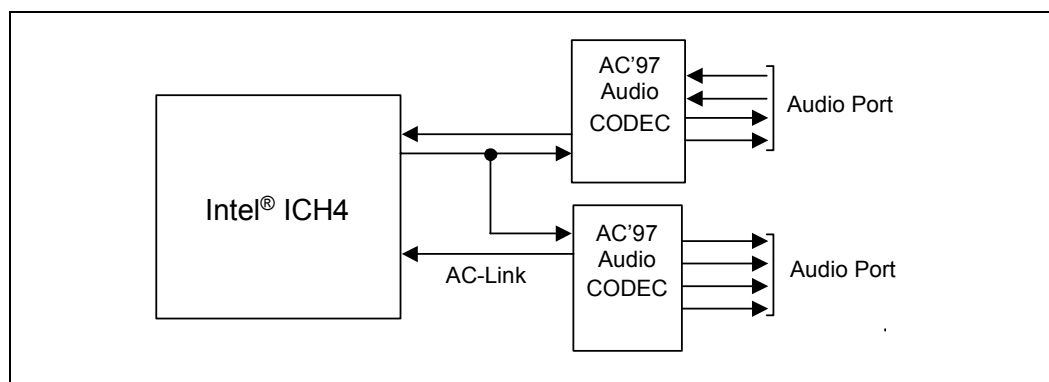 AC'97
Audio
CODEC
Audio Port
Intel® ICH4
AC'97
Audio
CODEC
Audio Port
AC-Link